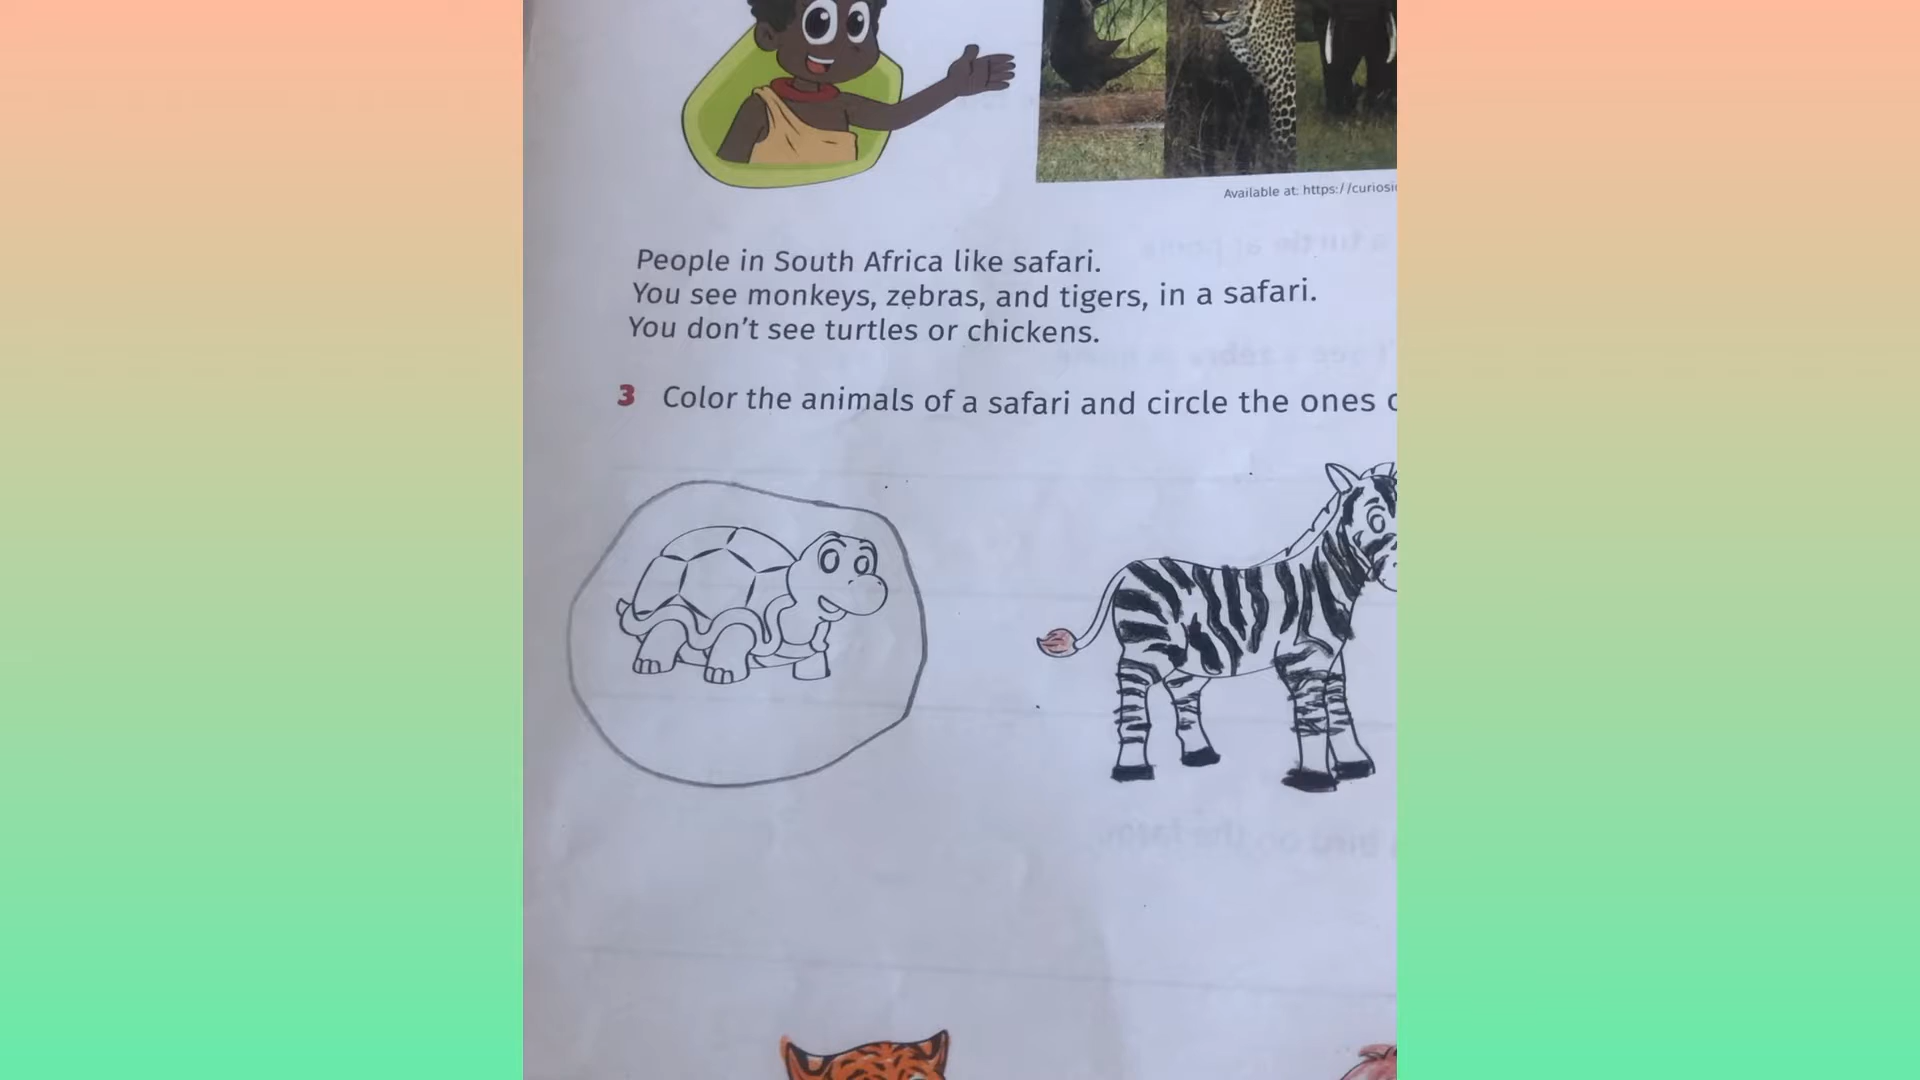 Available at: https://curiosi
People in South Africa like safari.
You see monkeys, zebras, and tigers, in a safari.
You don't see turtles or chickens.
3 Color the animals of a safari and circle the ones